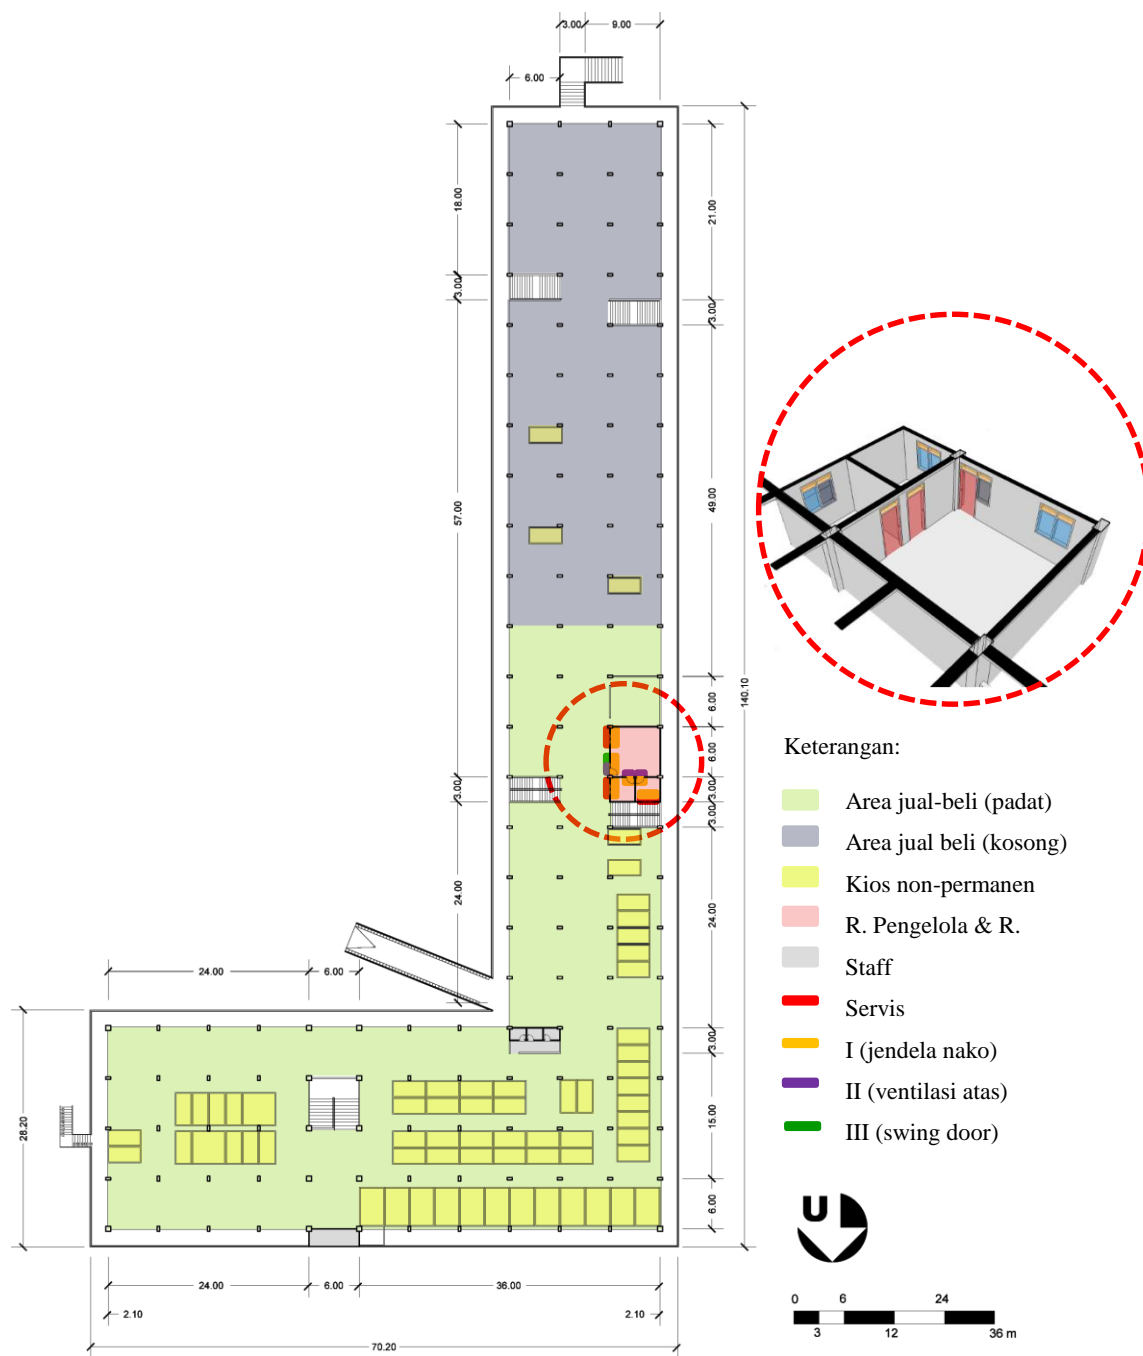 3.00
9.00
6.00
18.00
21.00
3.00
3.00
57.00
49.00
140.10
6.00
6.00
3.00
3.00
3.00
24.00
24.00
24.00
6.00
3.00
28.20
15.00
6.00
24.00
6.00
36.00
2.10
2.10
70.20
Keterangan:
Area jual-beli (padat)
Area jual beli (kosong)
Kios non-permanen
R. Pengelola & R.
Staff
Servis
I (jendela nako)
II (ventilasi atas)
III (swing door)
U
0 6 24
3 12 36 m